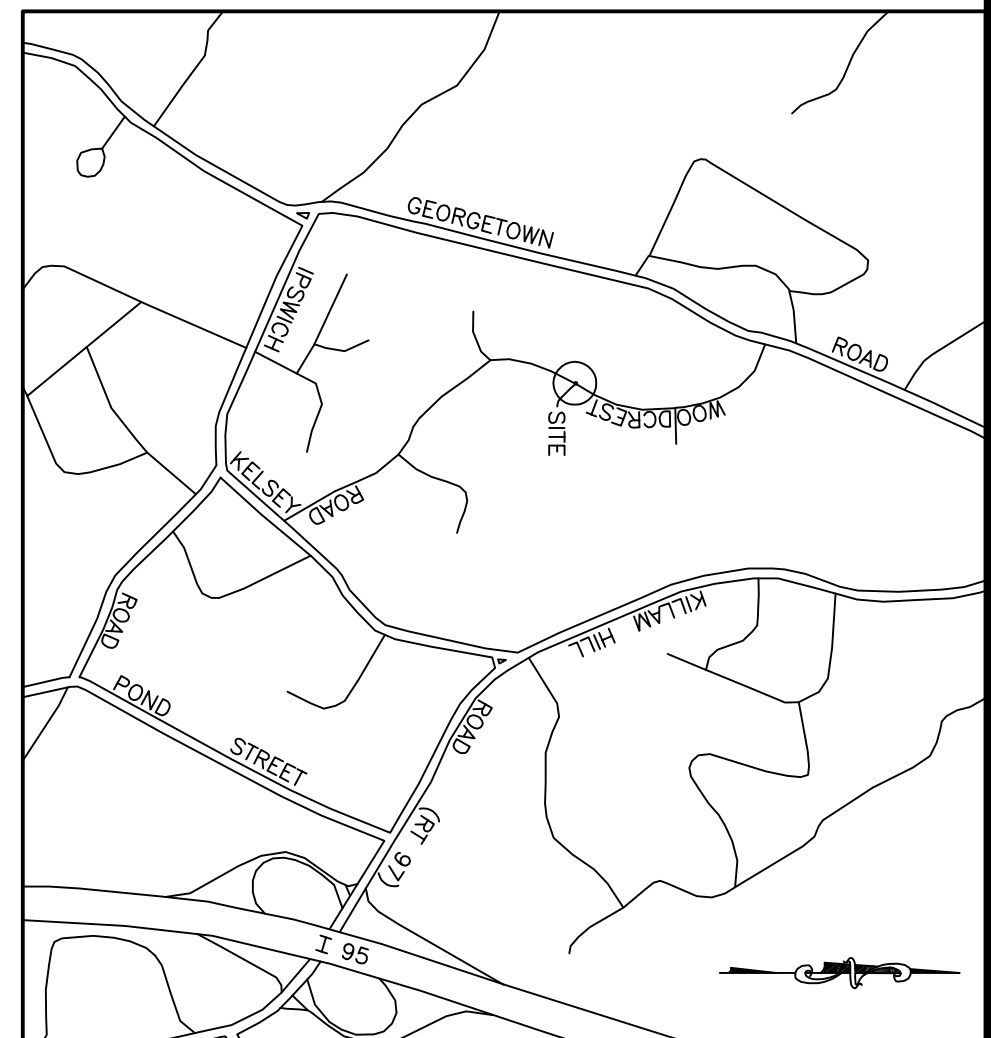 GEORGETOWN
ROAD
IPSWICH
WOODCREST
SITE
KELSEY
ROAD
ROAD
KILLAM HILL
POND
STREET
ROAD
(RT 97)
I 95
N